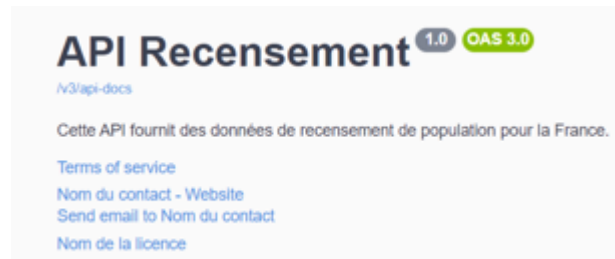 API Recensement 1.0 OAS 3.0
/v3/api-docs
Cette API fournit des données de recensement de population pour la France.
Terms of service
Nom du contact - Website
Send email to Nom du contact
Nom de la licence